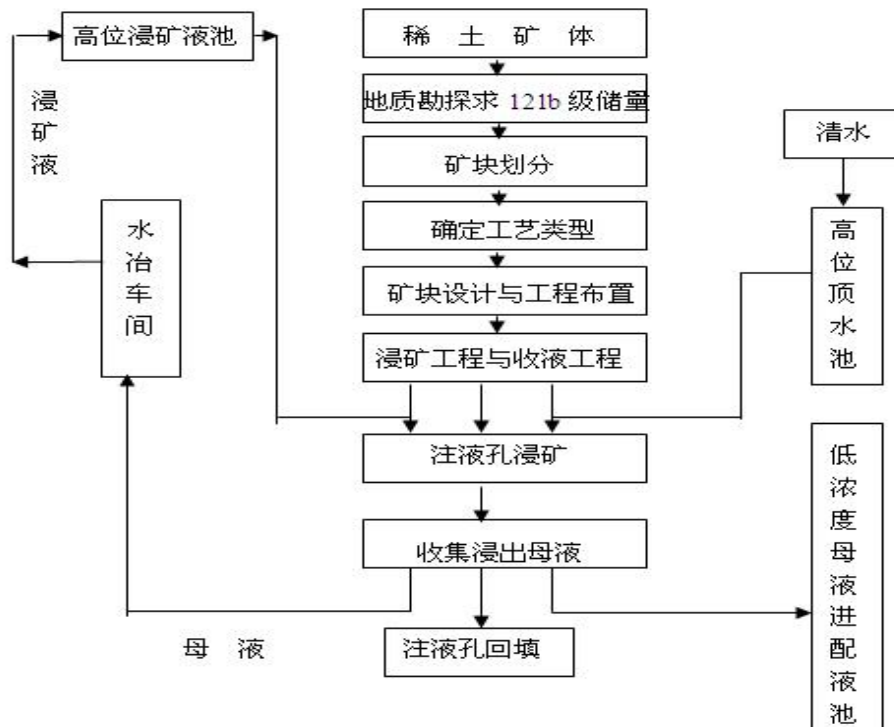 高位浸矿液池
稀土矿体
地质勘探求 121b 级储量
浸矿液
清水
矿块划分
水冶车间
确定工艺类型
高位顶水池
矿块设计与工程布置
浸矿工程与收液工程
注液孔浸矿
低浓度母液进配液池
收集浸出母液
母液
注液孔回填